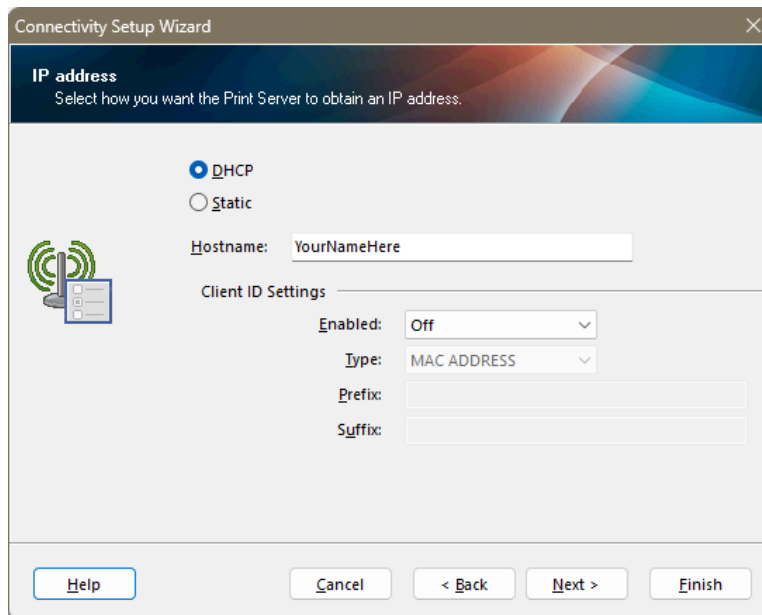 Connectivity Setup Wizard
IP address
Select how you want the Print Server to obtain an IP address.
DHCP
Static
Hostname: YourNameHere
Client ID Settings
Enabled: Off
Type: MAC ADDRESS
Prefix:
Suffix:
Help Cancel < Back Next > Finish